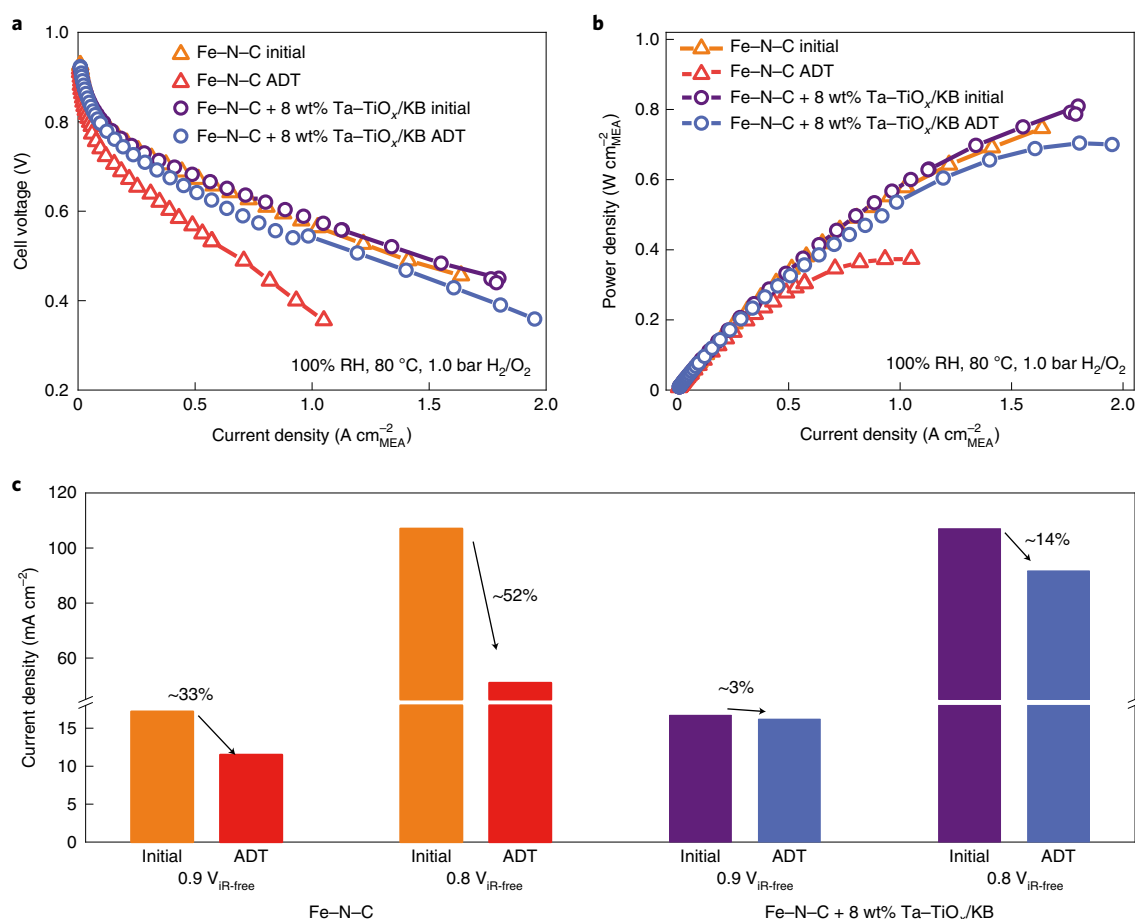 a
1.0
0.8
0.6
0.4
0.2
Cell voltage (V)
Fe–N–C initial
Fe–N–C ADT
Fe–N–C + 8 wt% Ta–TiOₓ/KB initial
Fe–N–C + 8 wt% Ta–TiOₓ/KB ADT
100% RH, 80 °C, 1.0 bar H₂/O₂
0 0.5 1.0 1.5 2.0
Current density (A cm⁻²MEA)
b
1.0
0.8
0.6
0.4
0.2
0
Power density (W cm⁻²MEA)
Fe–N–C initial
Fe–N–C ADT
Fe–N–C + 8 wt% Ta–TiOₓ/KB initial
Fe–N–C + 8 wt% Ta–TiOₓ/KB ADT
100% RH, 80 °C, 1.0 bar H₂/O₂
0 0.5 1.0 1.5 2.0
Current density (A cm⁻²MEA)
c
120
100
80
60
15
10
5
0
Current density (mA cm⁻²)
~33%
~52%
~3%
~14%
Initial ADT Initial ADT Initial ADT Initial ADT
0.9 ViR-free 0.8 ViR-free 0.9 ViR-free 0.8 ViR-free
Fe–N–C Fe–N–C + 8 wt% Ta–TiOₓ/KB